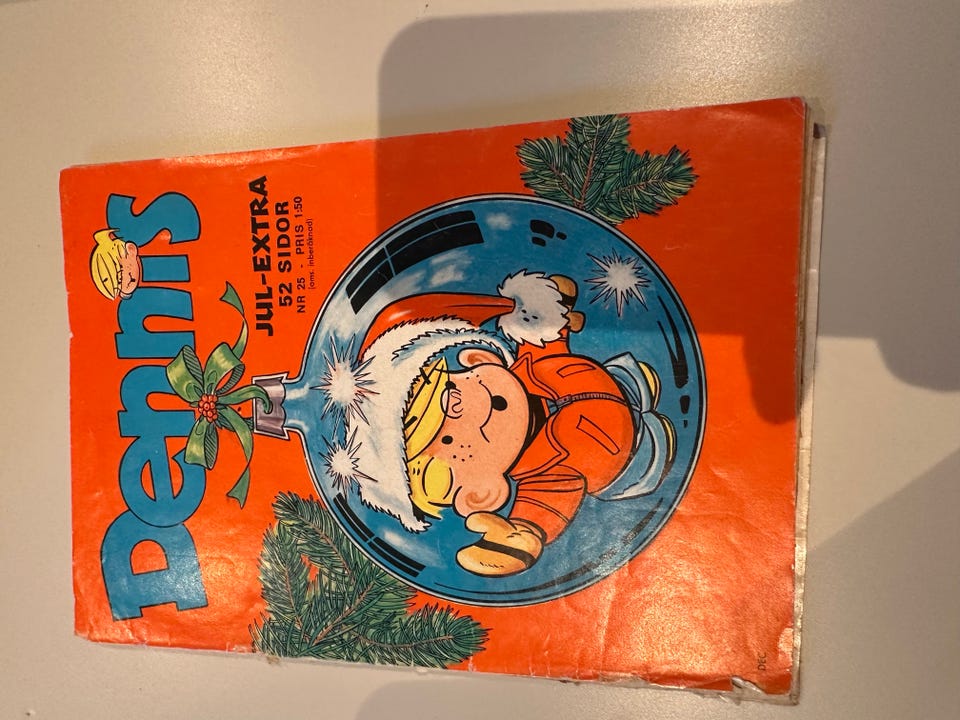 Dennis
JUL-EXTRA
52 SIDOR
NR 25 - PRIS 1:50
(oms. inberäknad)
DEC